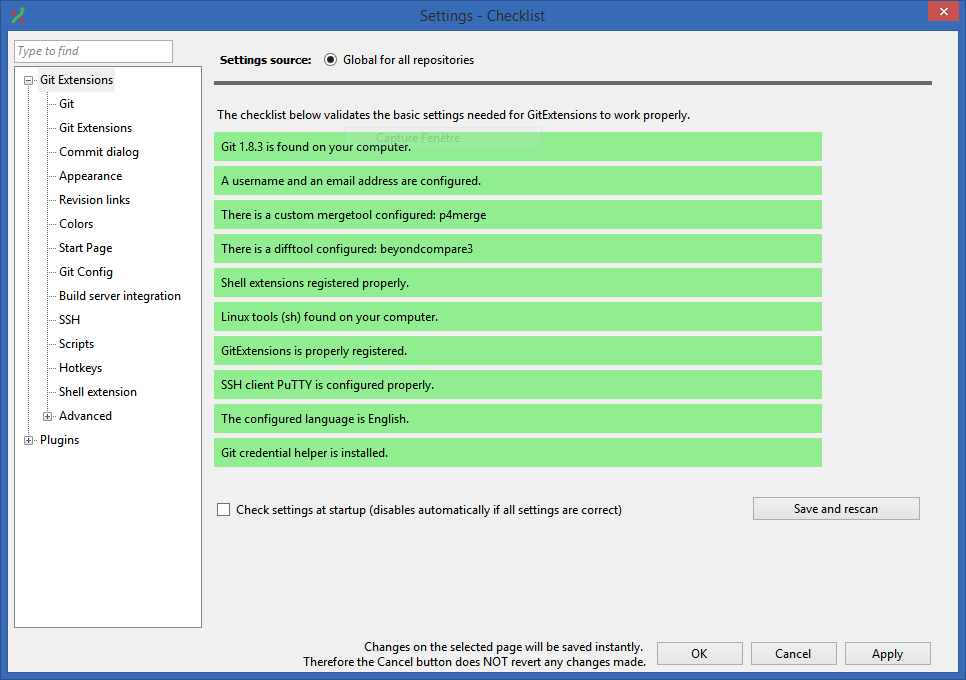 Settings - Checklist
Type to find
Git Extensions
Git
Git Extensions
Commit dialog
Appearance
Revision links
Colors
Start Page
Git Config
Build server integration
SSH
Scripts
Hotkeys
Shell extension
Advanced
Plugins
Settings source: Global for all repositories
The checklist below validates the basic settings needed for GitExtensions to work properly.
Capture Fenêtre
Git 1.8.3 is found on your computer.
A username and an email address are configured.
There is a custom mergetool configured: p4merge
There is a difftool configured: beyondcompare3
Shell extensions registered properly.
Linux tools (sh) found on your computer.
GitExtensions is properly registered.
SSH client PuTTY is configured properly.
The configured language is English.
Git credential helper is installed.
Check settings at startup (disables automatically if all settings are correct)
Save and rescan
Changes on the selected page will be saved instantly.
Therefore the Cancel button does NOT revert any changes made.
OK
Cancel
Apply